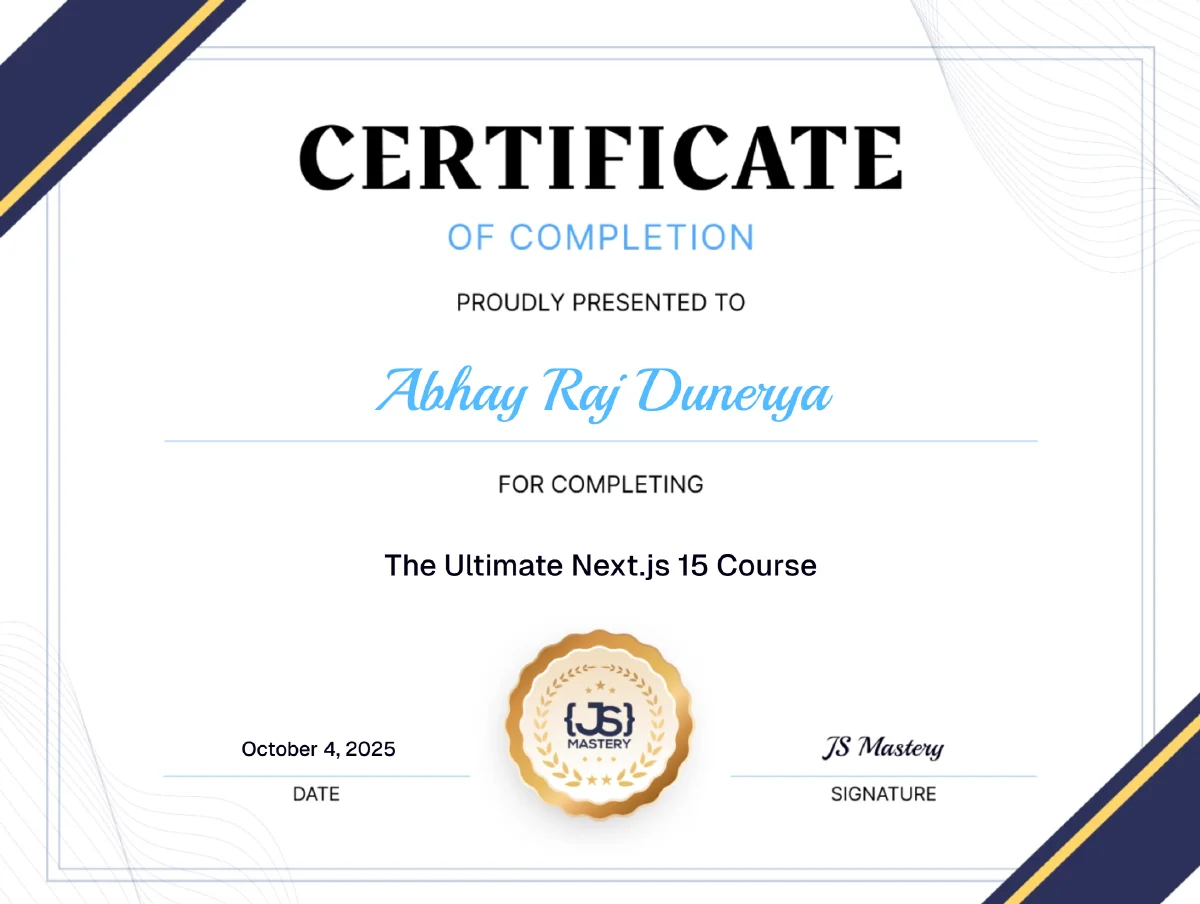 CERTIFICATE
OF COMPLETION
PROUDLY PRESENTED TO
Abhay Raj Dunerya
FOR COMPLETING
The Ultimate Next.js 15 Course
{JS}
MASTERY
October 4, 2025
JS Mastery
DATE
SIGNATURE